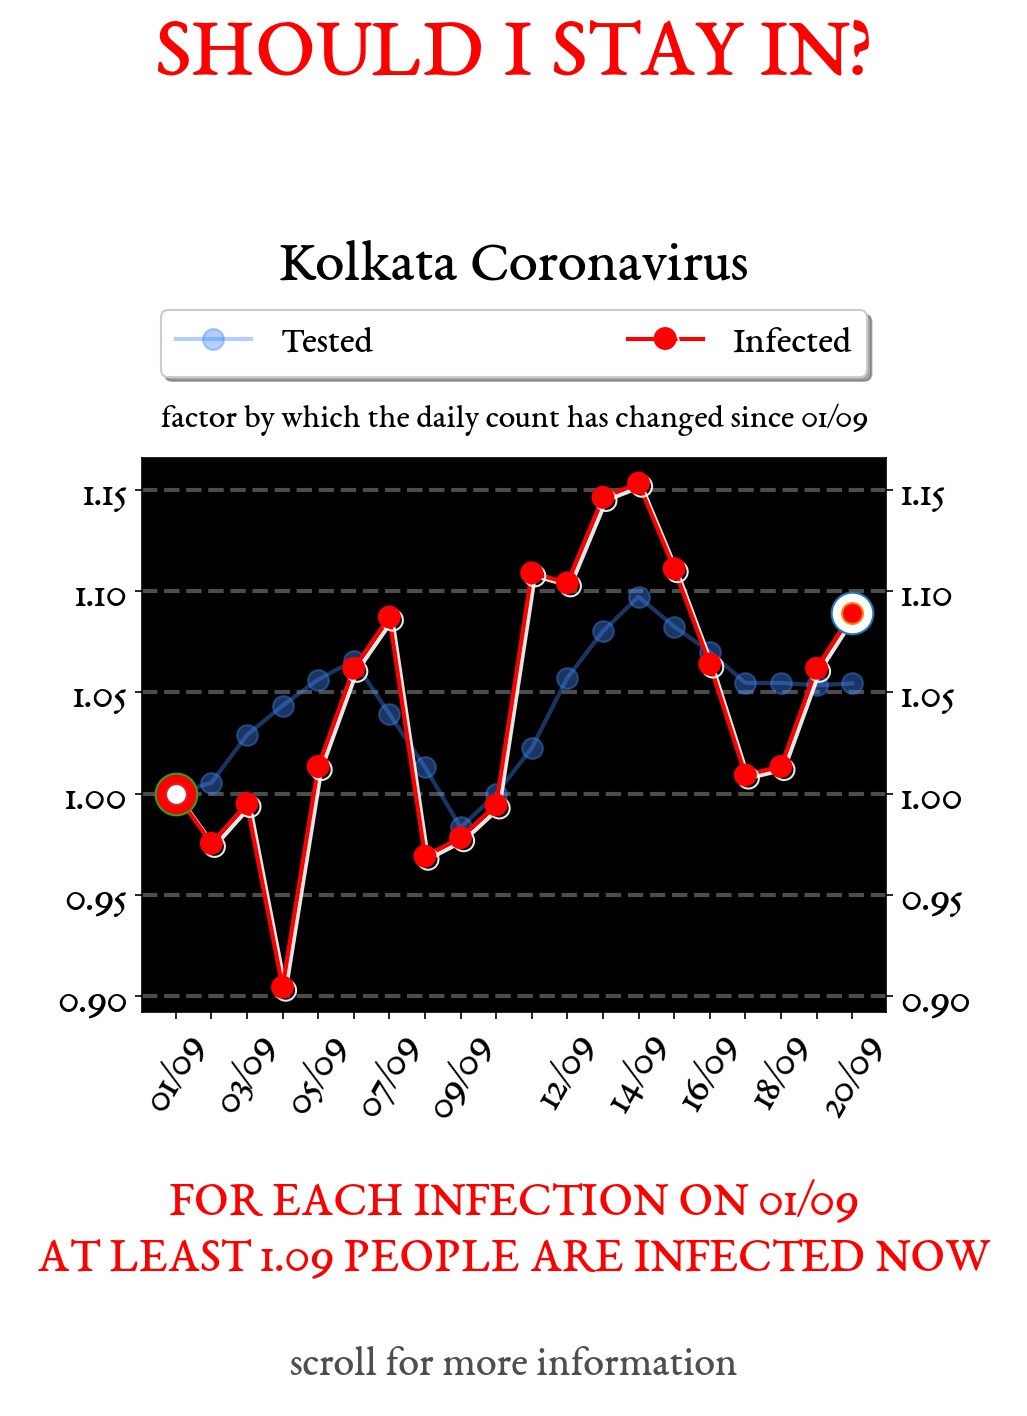 SHOULD I STAY IN?
Kolkata Coronavirus
Tested Infected
factor by which the daily count has changed since 01/09
1.15 1.15
1.10 1.10
1.05 1.05
1.00 1.00
0.95 0.95
0.90 0.90
01/09 03/09 05/09 07/09 09/09 12/09 14/09 16/09 18/09 20/09
FOR EACH INFECTION ON 01/09
AT LEAST 1.09 PEOPLE ARE INFECTED NOW
scroll for more information